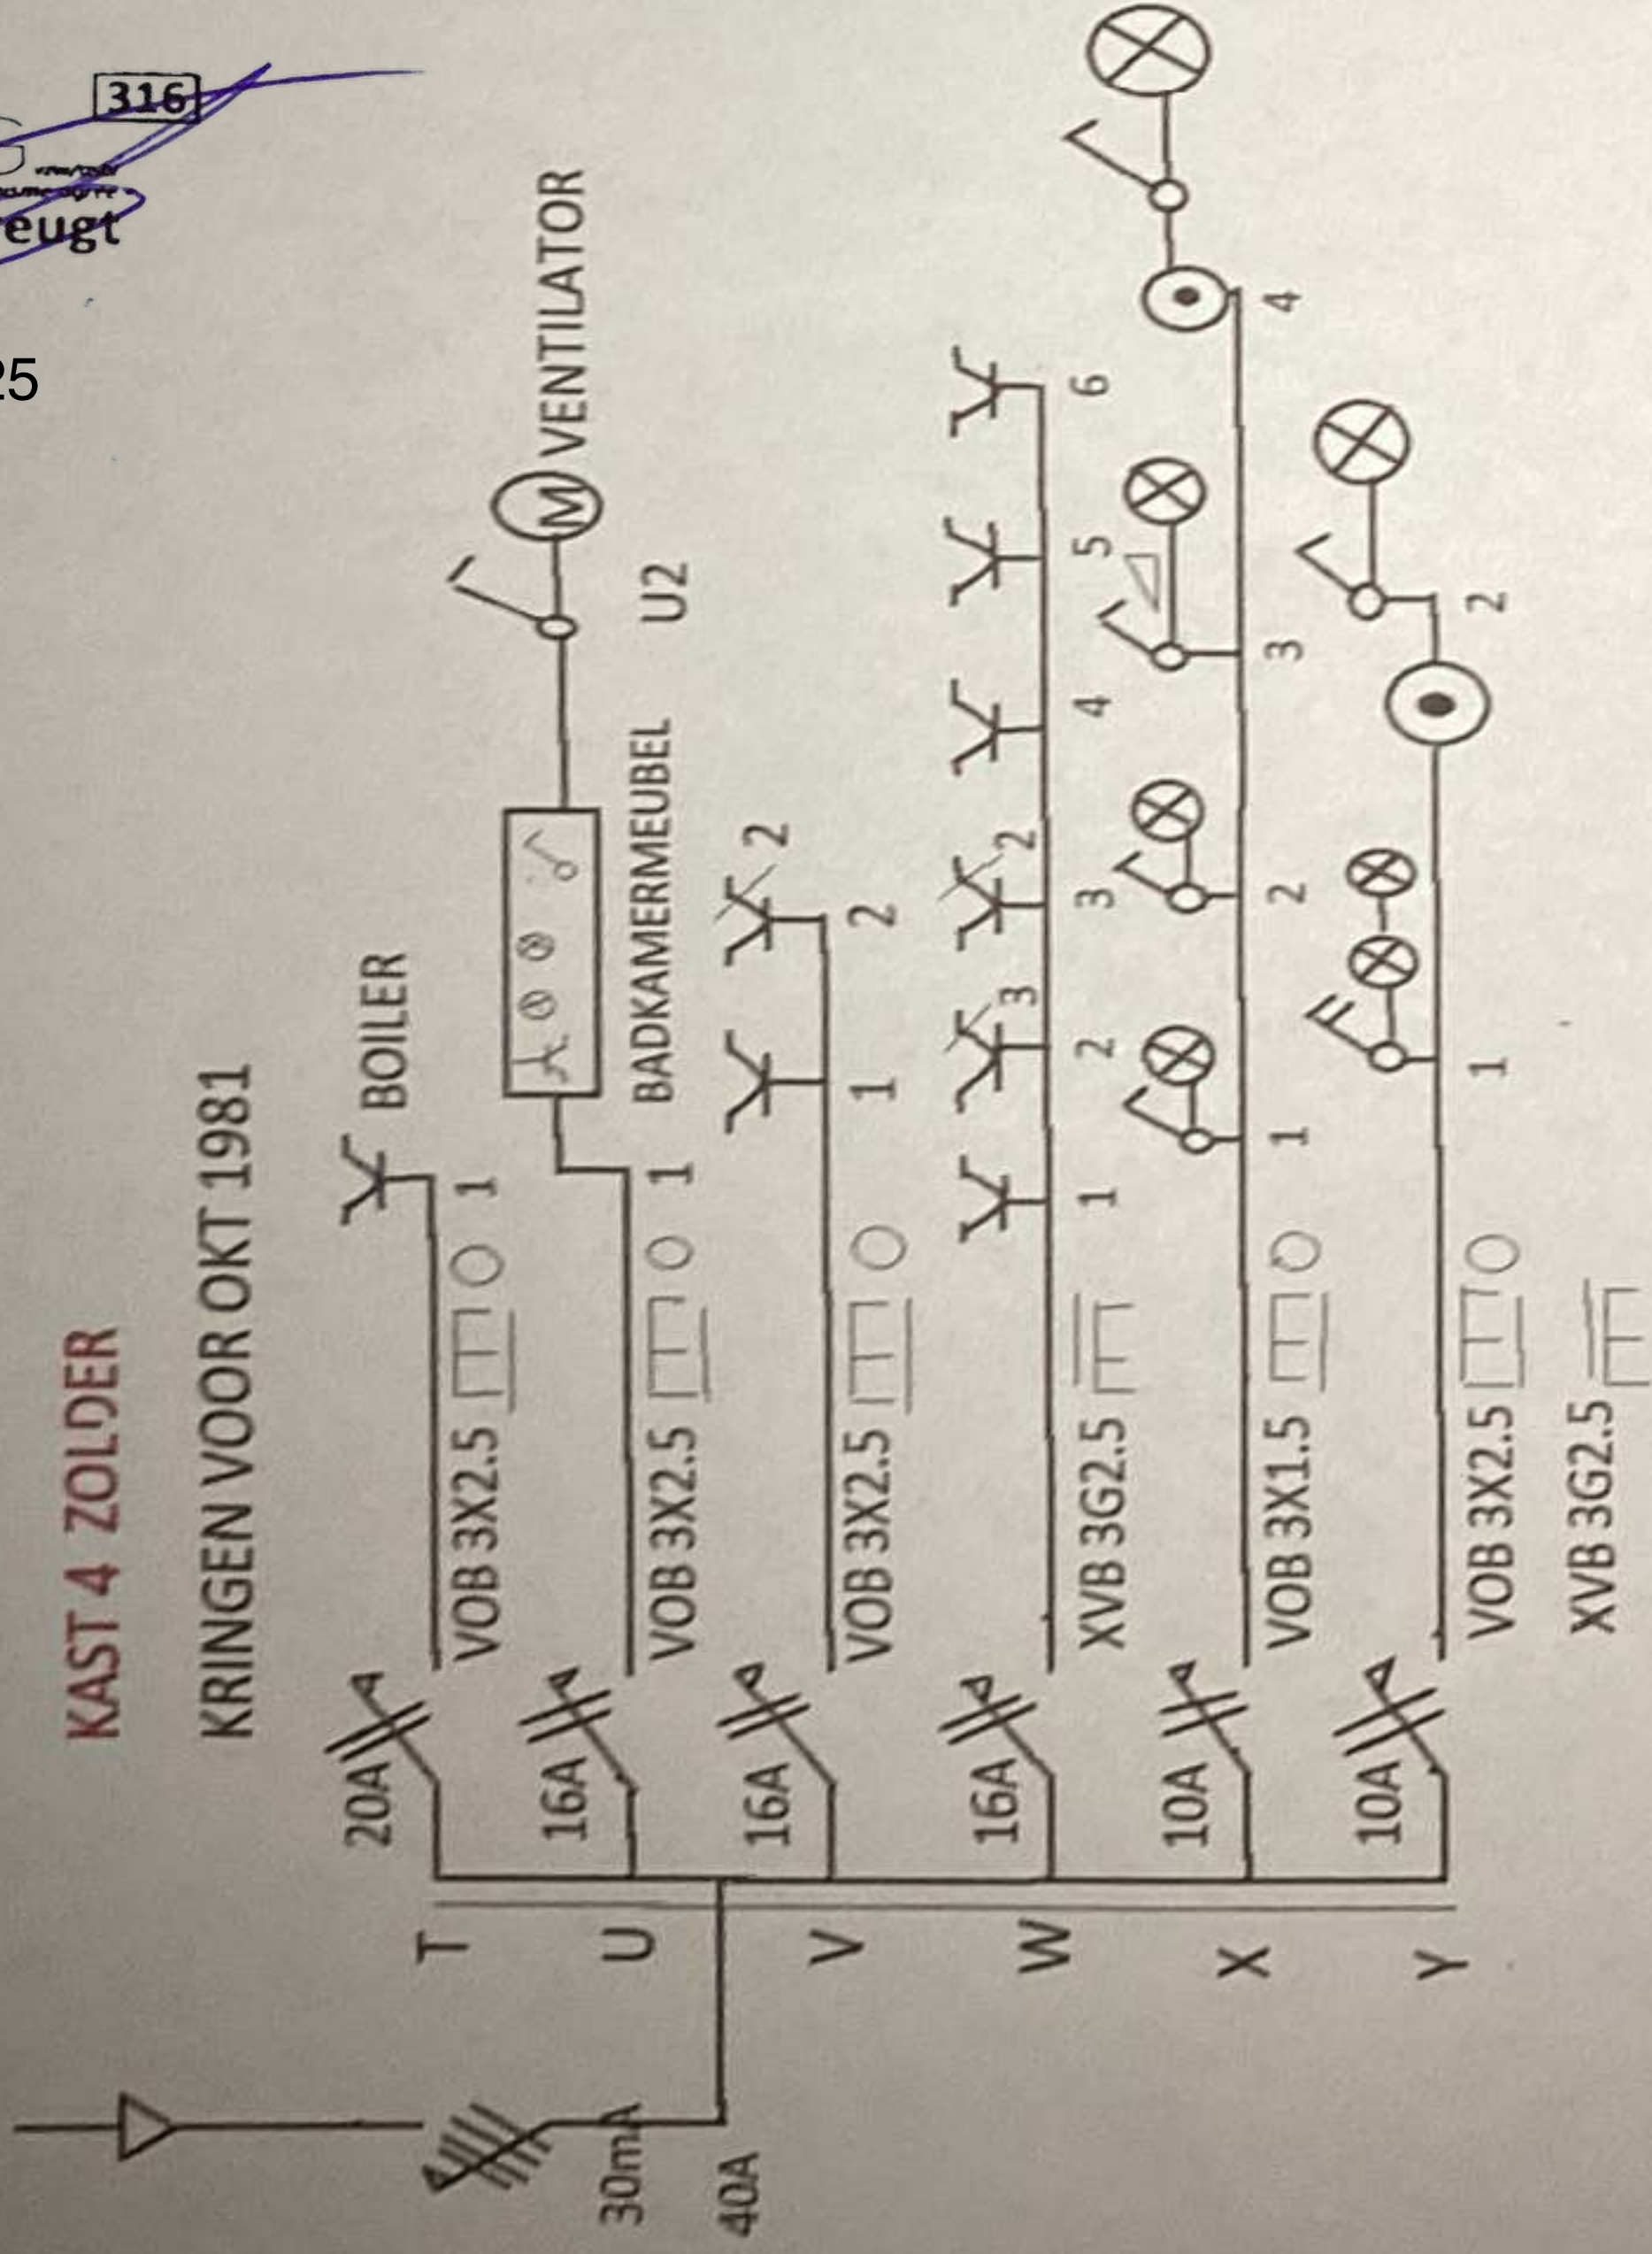 316
eugt
25
KAST 4 ZOLDER
KRINGEN VOOR OKT 1981
30mA
40A
T 20A VOB 3X2.5 1 BOILER
U 16A VOB 3X2.5 1 BADKAMERMEUBEL U2 M VENTILATOR
V 16A VOB 3X2.5 1 2 2
W 16A XVB 3G2.5 1 2 3 3 2 4 5 6
X 10A VOB 3X1.5 1 2 3 4
Y 10A VOB 3X2.5 1 2
XVB 3G2.5